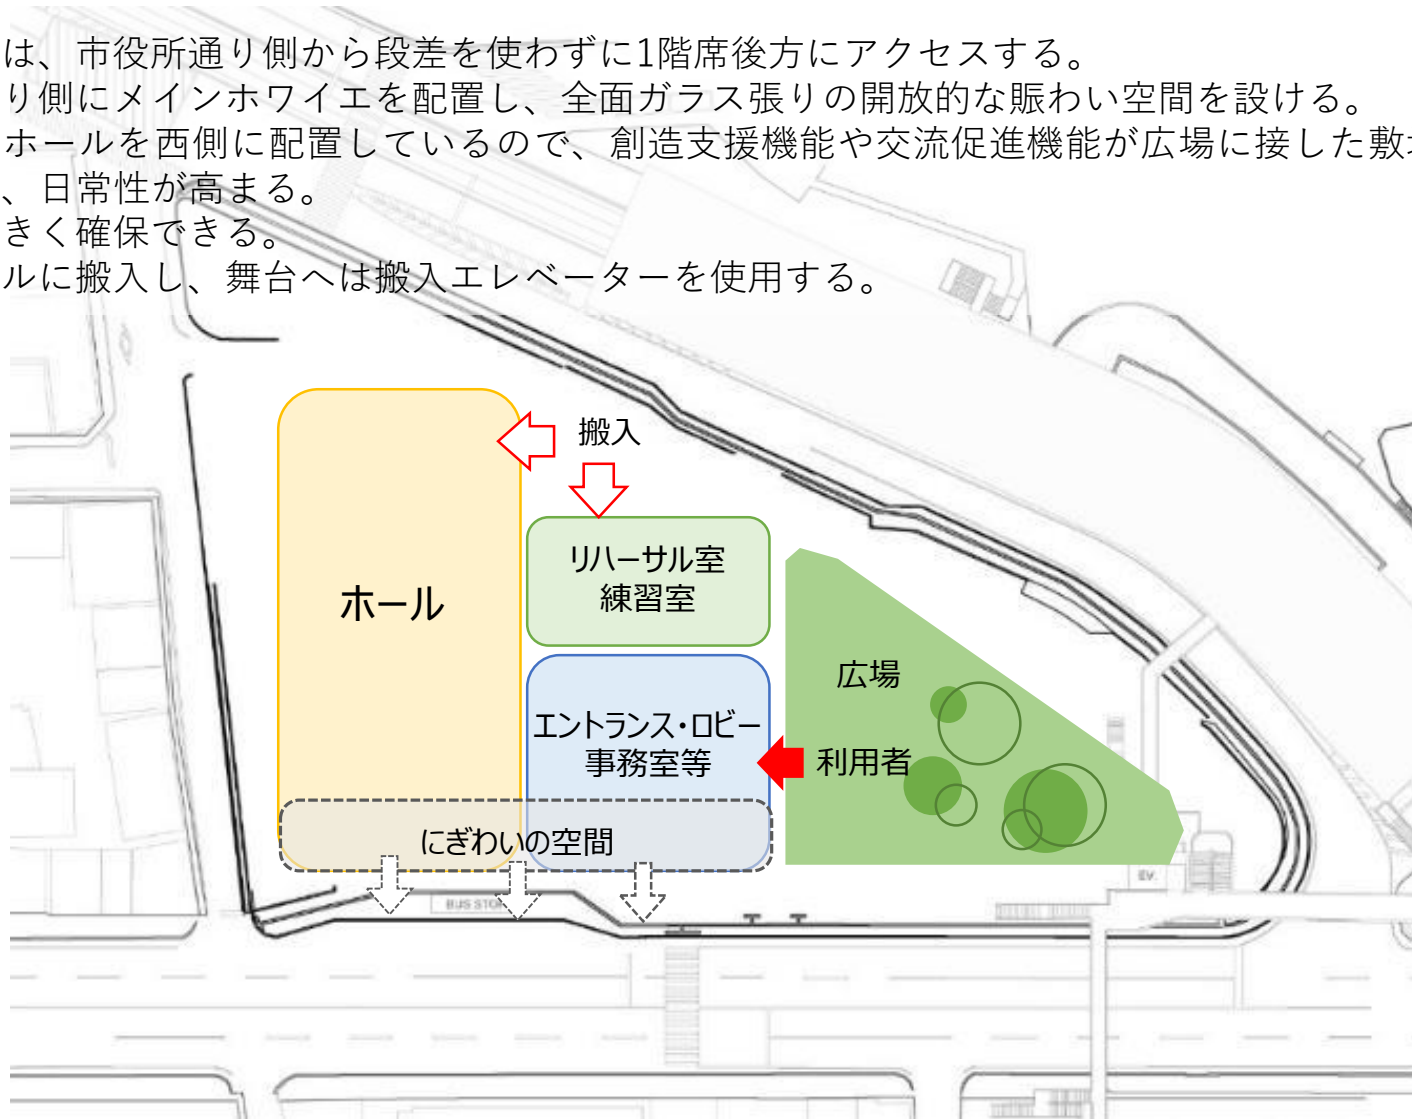 は、市役所通り側から段差を使わずに1階席後方にアクセスする。
り側にメインホワイエを配置し、全面ガラス張りの開放的な賑わい空間を設ける。
ホールを西側に配置しているので、創造支援機能や交流促進機能が広場に接した敷地
、日常性が高まる。
きく確保できる。
ルに搬入し、舞台へは搬入エレベーターを使用する。
搬入
リハーサル室
練習室
ホール
広場
エントランス・ロビー
事務室等
利用者
にぎわいの空間
EV.
BUS STOP